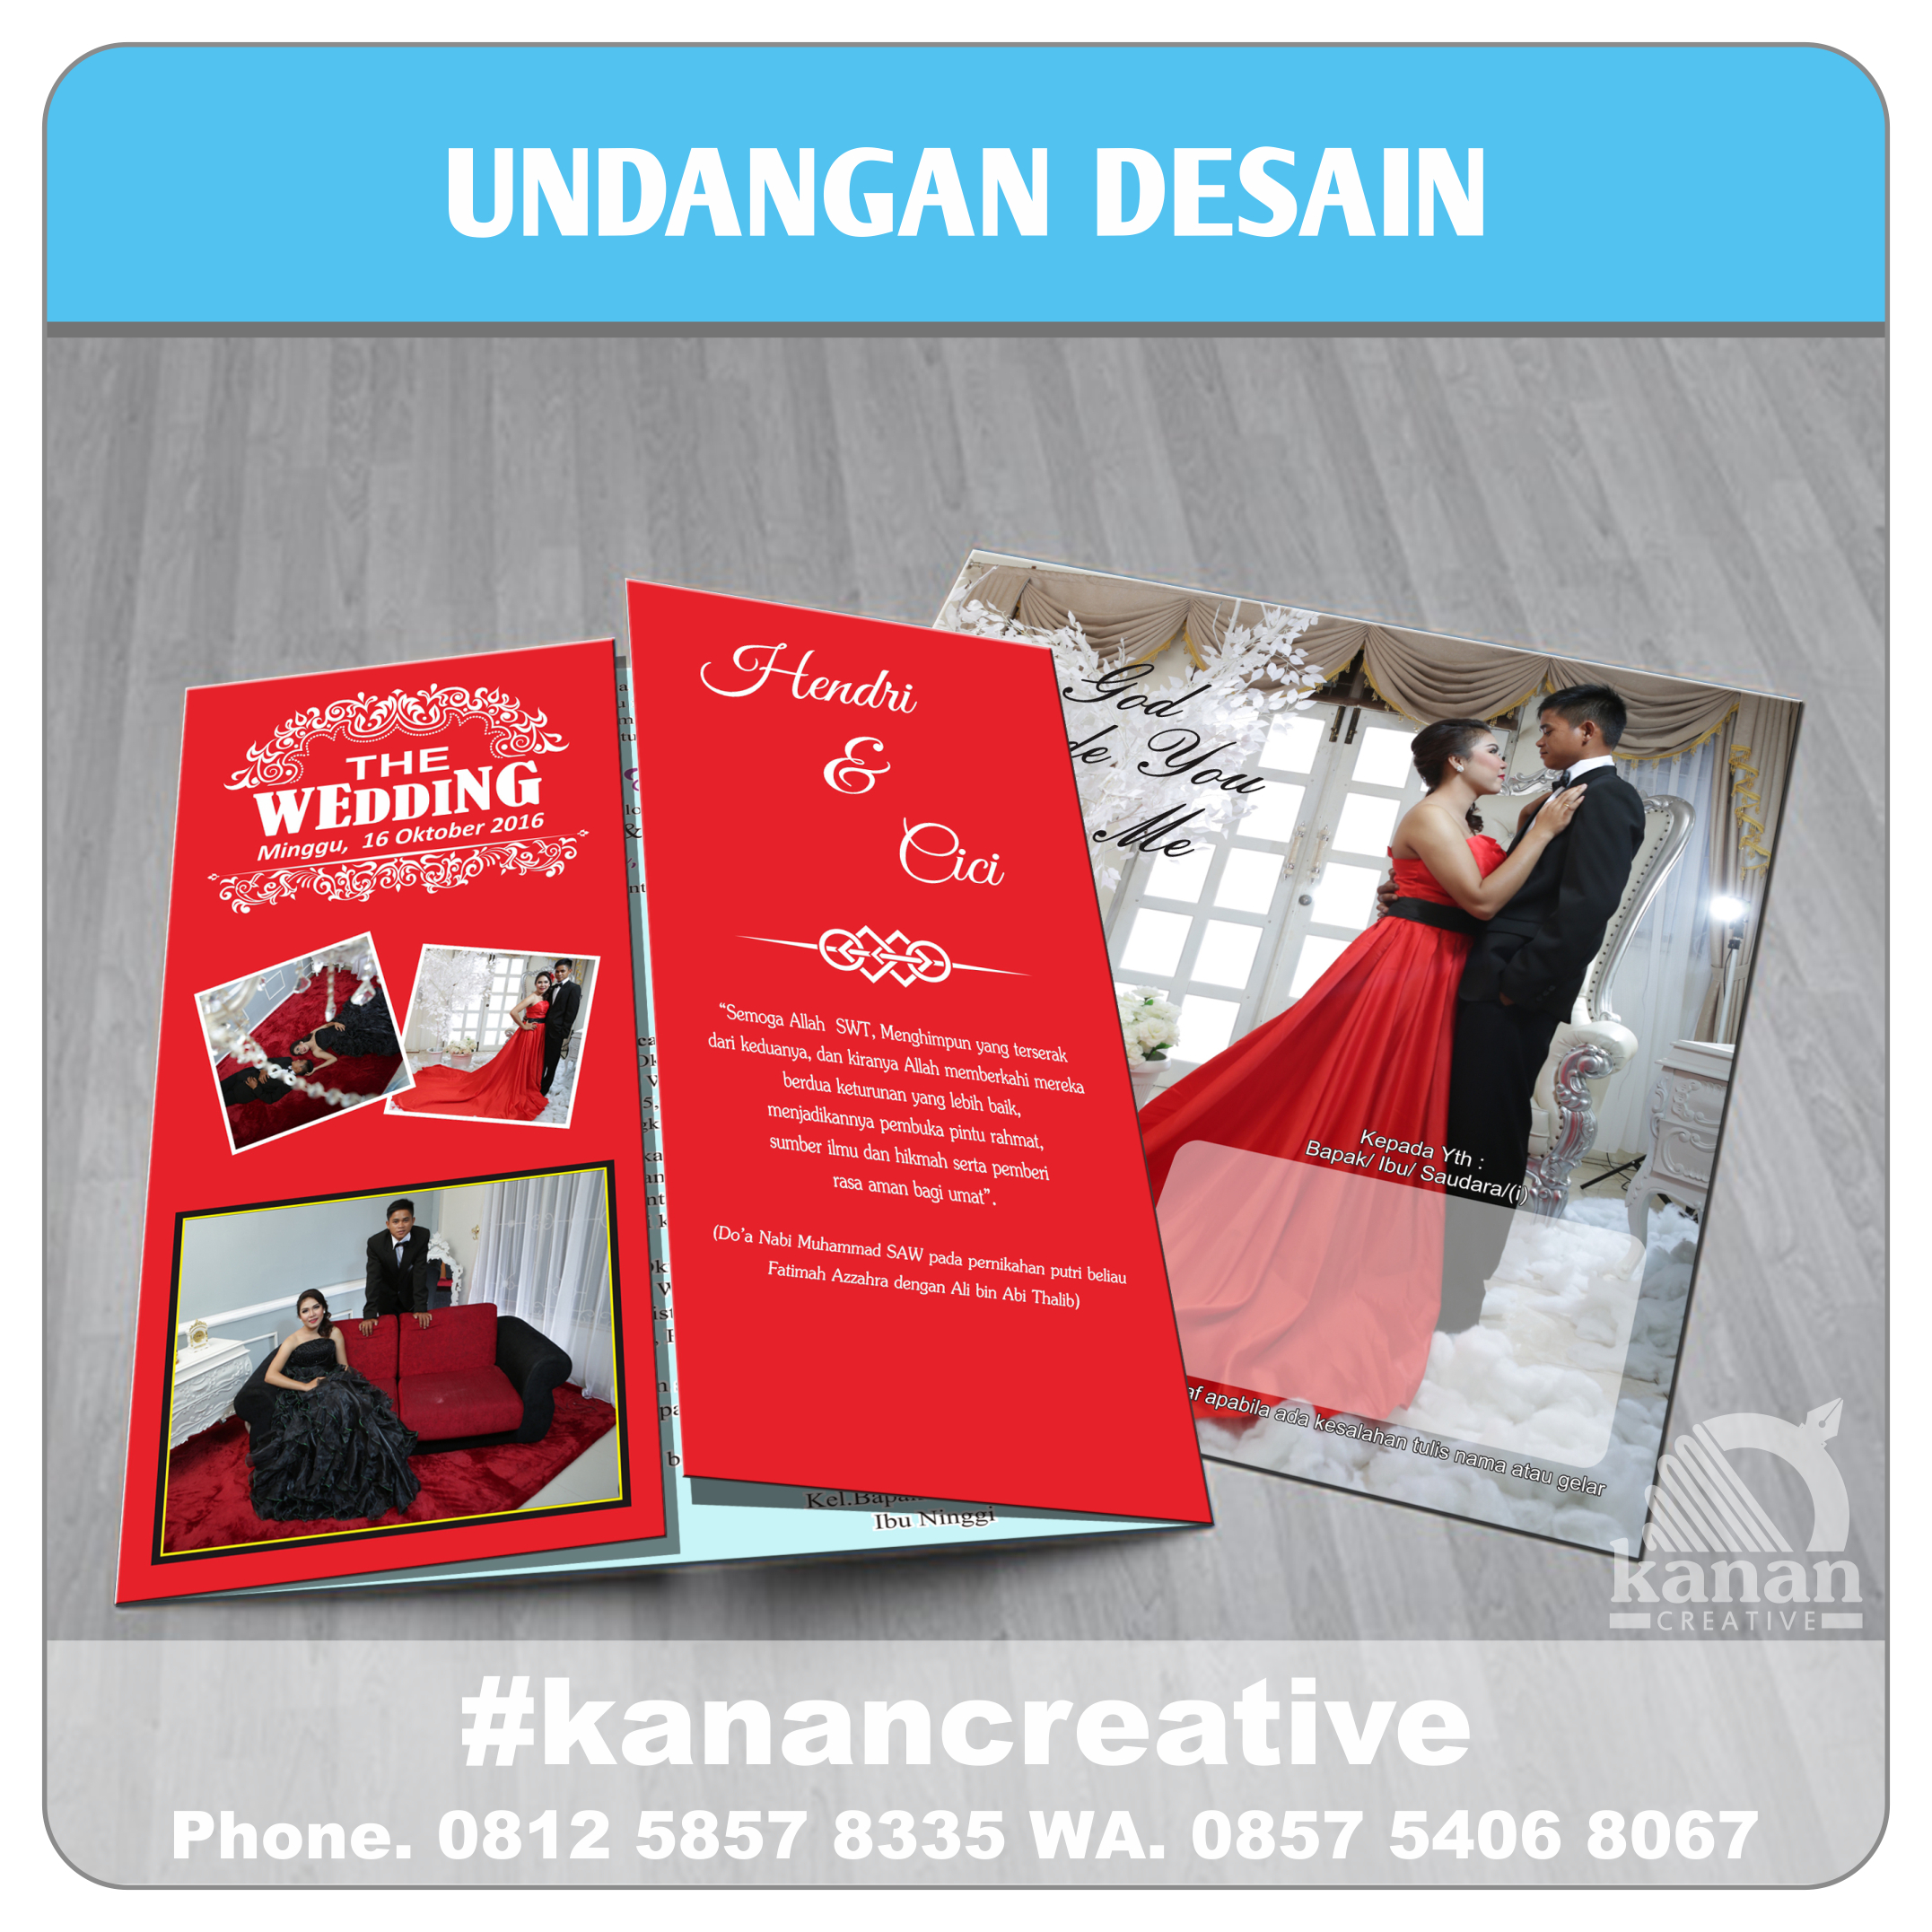 UNDANGAN DESAIN
THE
WEDDING
Minggu, 16 Oktober 2016
Hendri
&
Cici
“Semoga Allah SWT, Menghimpun yang terserak
dari keduanya, dan kiranya Allah memberkahi mereka
berdua keturunan yang lebih baik,
menjadikannya pembuka pintu rahmat,
sumber ilmu dan hikmah serta pemberi
rasa aman bagi umat”.
(Do’a Nabi Muhammad SAW pada pernikahan putri beliau
Fatimah Azzahra dengan Ali bin Abi Thalib)
Ibu Ninggi
God You
You
Me
Kepada Yth :
Bapak/ Ibu/ Saudara/(i)
apabila ada kesalahan tulis nama atau gelar
kanan
CREATIVE
#kanancreative
Phone. 0812 5857 8335 WA. 0857 5406 8067